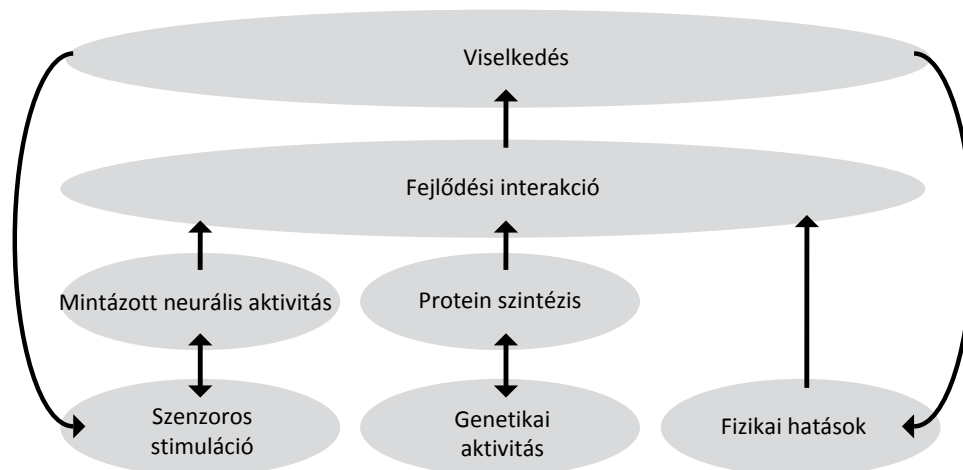 Viselkedés
Fejlődési interakció
Mintázott neurális aktivitás
Protein szintézis
Szenzoros
stimuláció
Genetikai
aktivitás
Fizikai hatások